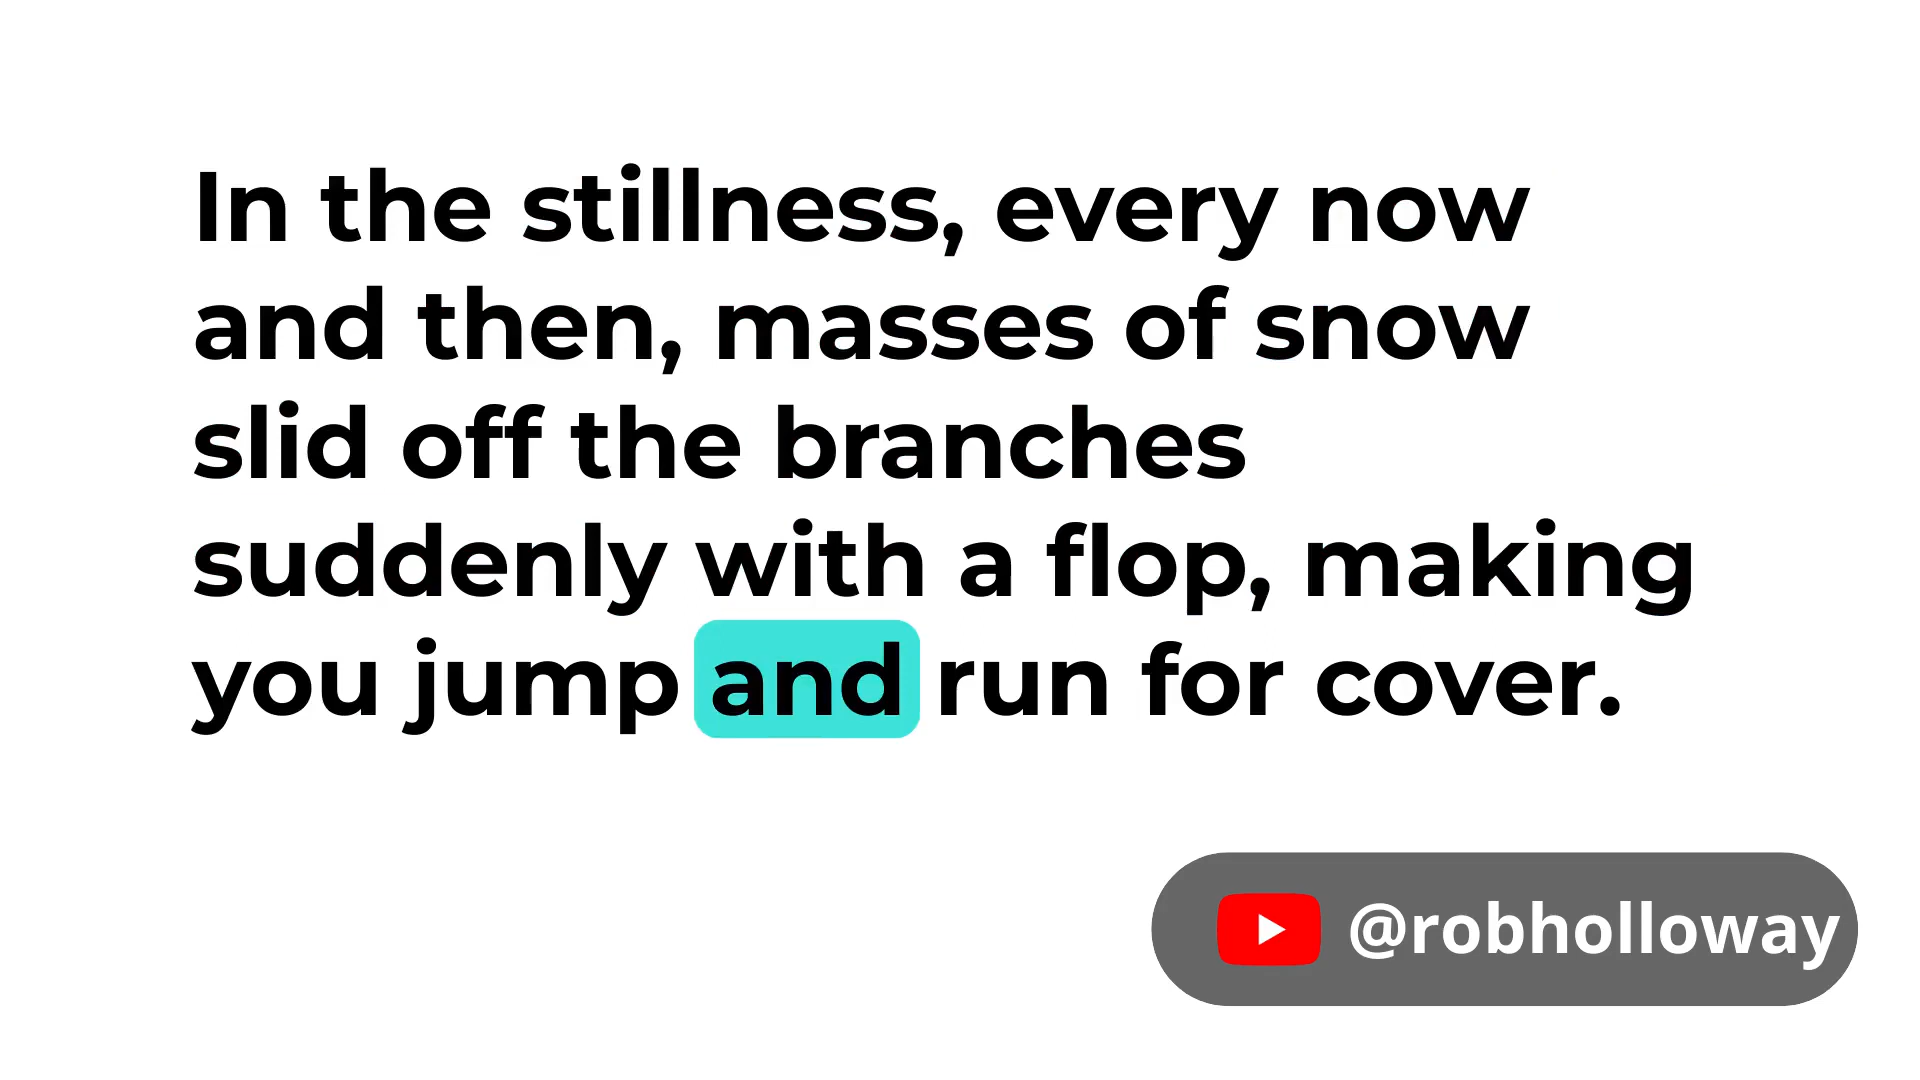 In the stillness, every now
and then, masses of snow
slid off the branches
suddenly with a flop, making
you jump and run for cover.
@robholloway